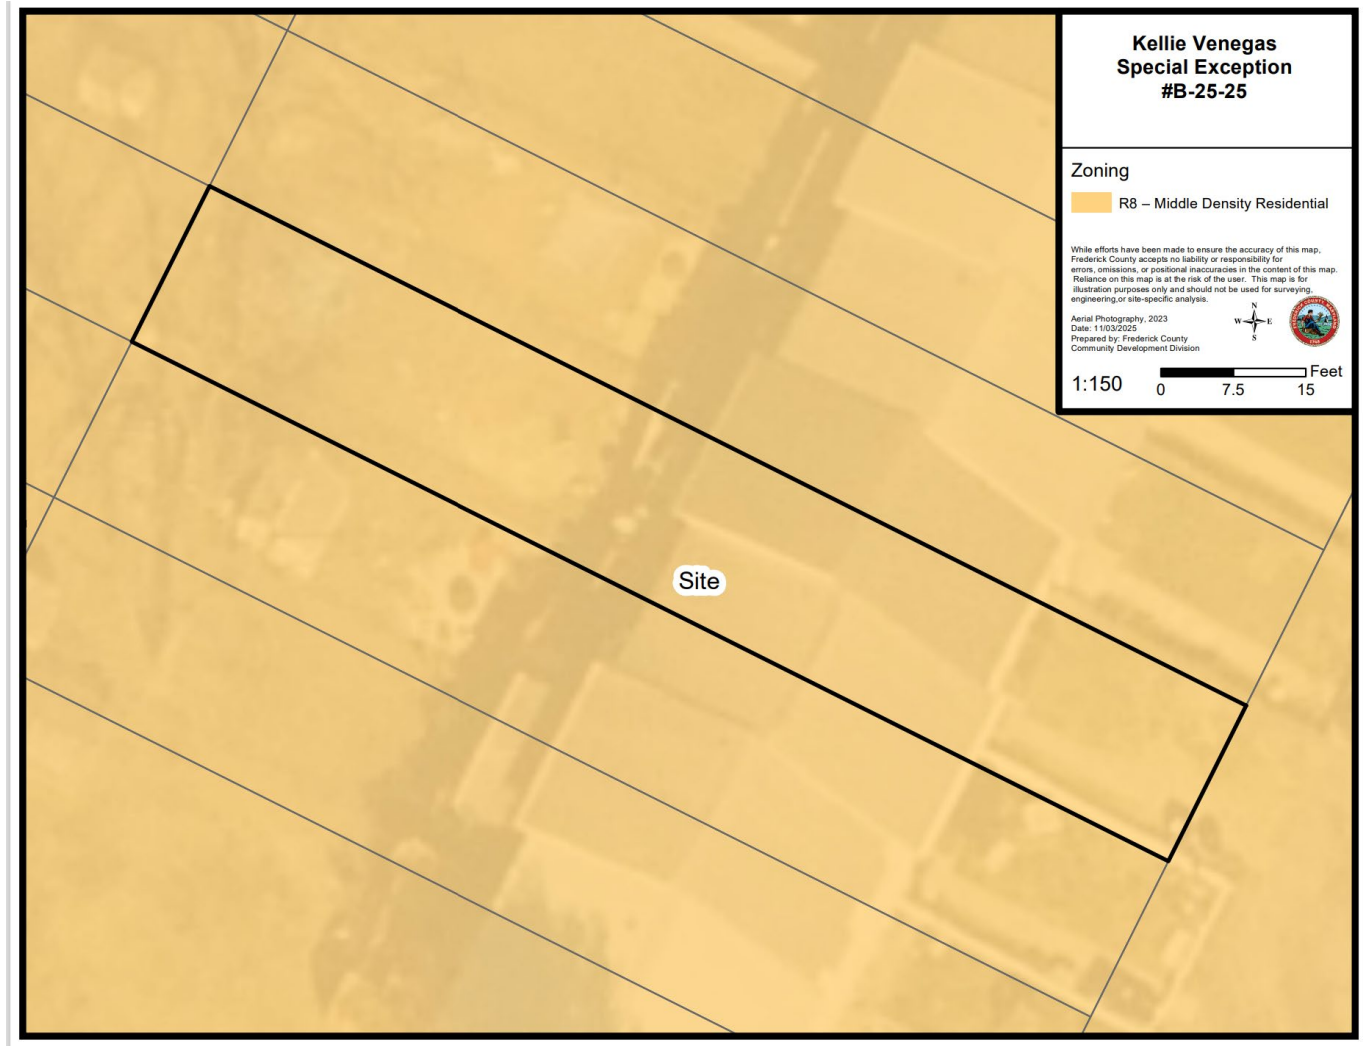 Kellie Venegas
Special Exception
#B-25-25
Zoning
R8 – Middle Density Residential
While efforts have been made to ensure the accuracy of this map,
Frederick County accepts no liability or responsibility for
errors, omissions, or positional inaccuracies in the content of this map.
Reliance on this map is at the risk of the user. This map is for
illustration purposes only and should not be used for surveying,
engineering,or site-specific analysis.
Aerial Photography, 2023
Date: 11/03/2025
Prepared by: Frederick County
Community Development Division
N
W E
S
1:150
Feet
0 7.5 15
Site